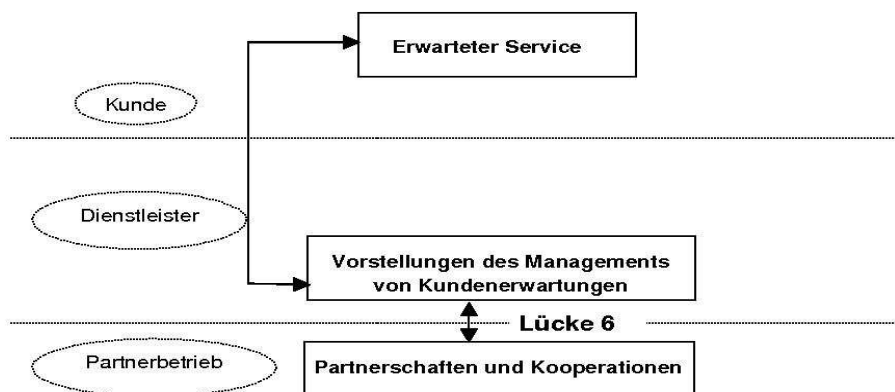 Erwarteter Service
Kunde
Dienstleister
Vorstellungen des Managements
von Kundenerwartungen
Lücke 6
Partnerbetrieb
Partnerschaften und Kooperationen